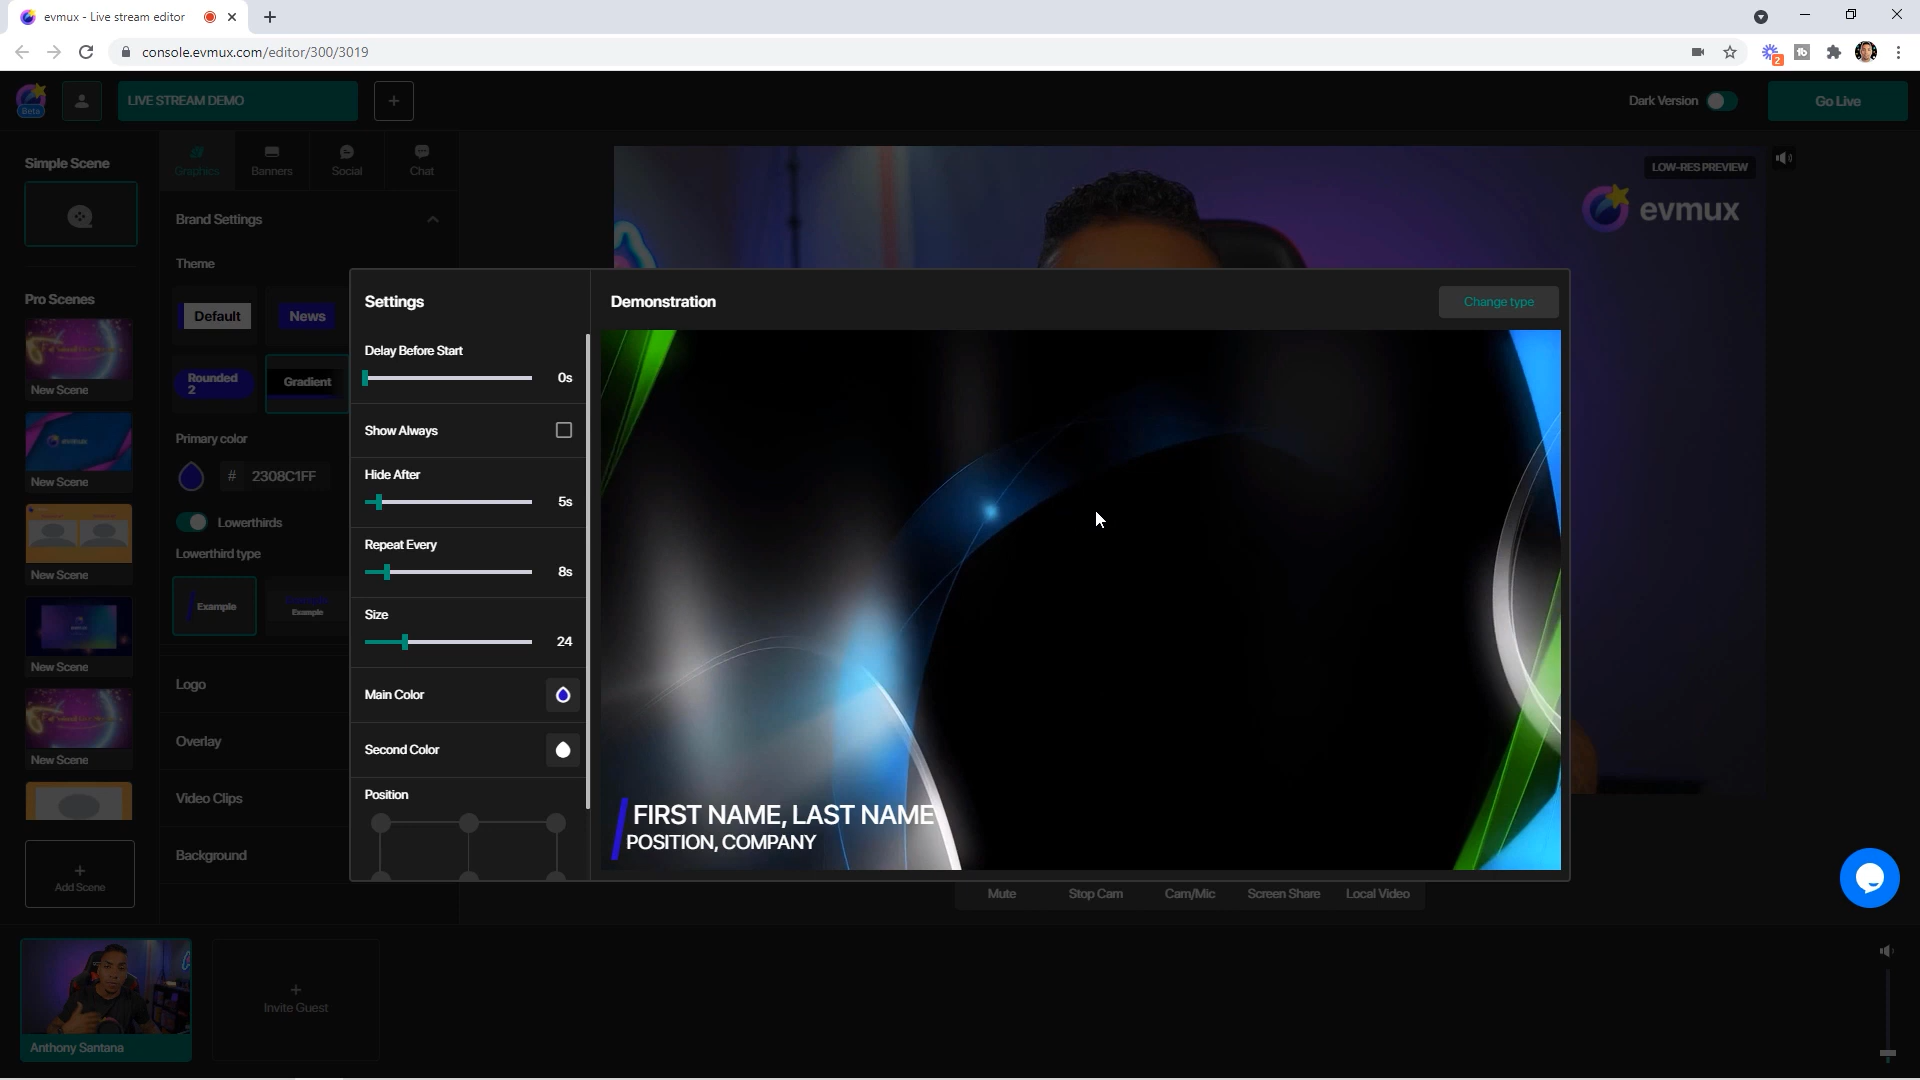 evmux - Live stream editor
console.evmux.com/editor/300/3019
2
Beta
LIVE STREAM DEMO
Dark Version
Go Live
Simple Scene
Graphics
Banners
Social
Chat
LOW-RES PREVIEW
evmux
Brand Settings
Theme
Pro Scenes
Default
News
New Scene
Rounded 2
Gradient
evmux
New Scene
Primary color
# 2308C1FF
Lowerthirds
Lowerthird type
New Scene
Example
Example
New Scene
Logo
New Scene
Overlay
Video Clips
Background
Add Scene
Settings
Demonstration
Change type
Delay Before Start
0s
Show Always
Hide After
5s
Repeat Every
8s
Size
24
Main Color
Second Color
Position
FIRST NAME, LAST NAME
POSITION, COMPANY
Mute
Stop Cam
Cam/Mic
Screen Share
Local Video
Invite Guest
Anthony Santana